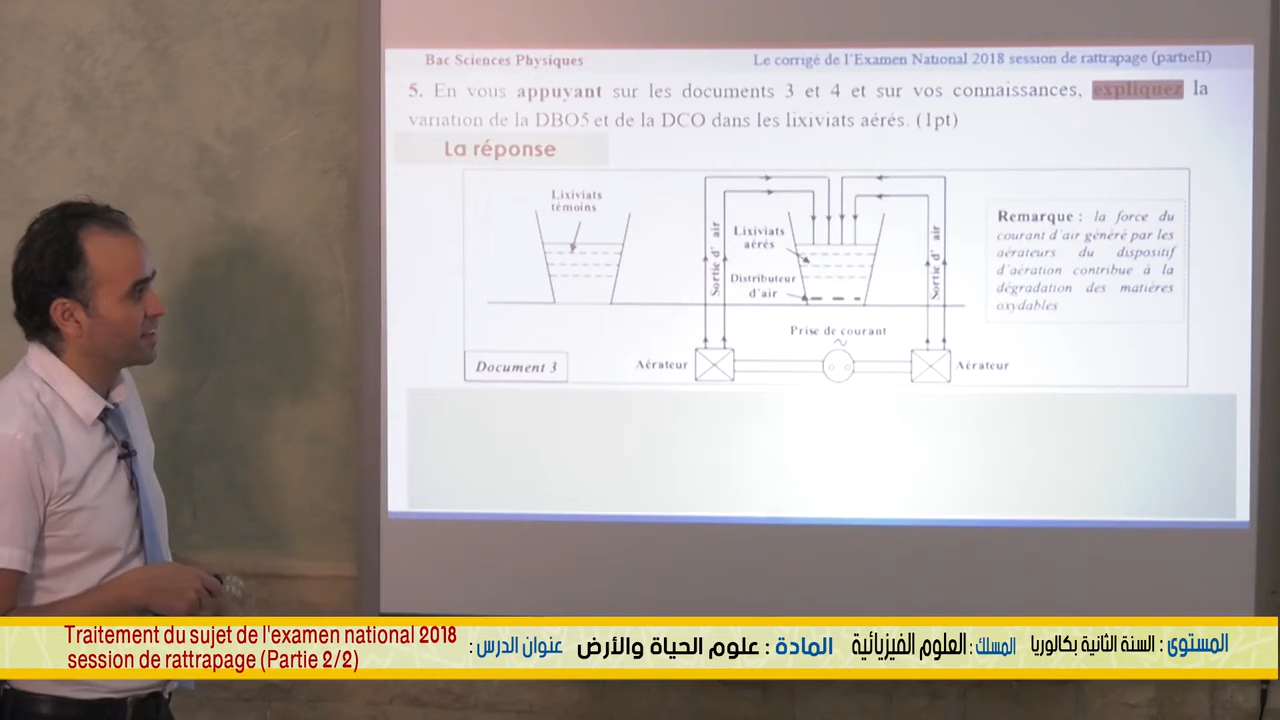 Bac Sciences Physiques
Le corrigé de l'Examen National 2018 session de rattrapage (partieII)
5. En vous appuyant sur les documents 3 et 4 et sur vos connaissances, expliquez la
variation de la DBO5 et de la DCO dans les lixiviats aérés. (1pt)
La réponse
Lixiviats
témoins
Sortie d' air
Lixiviats
aérés
Distributeur
d'air
Sortie d' air
Remarque : la force du
courant d'air généré par les
aérateurs du dispositif
d'aération contribue à la
dégradation des matières
oxydables
Prise de courant
Document 3
Aérateur
Aérateur
المستوى : السنة الثانية بكالوريا
المسلك : العلوم الفيزيائية
المادة : علوم الحياة والأرض
عنوان الدرس :
Traitement du sujet de l'examen national 2018
session de rattrapage (Partie 2/2)